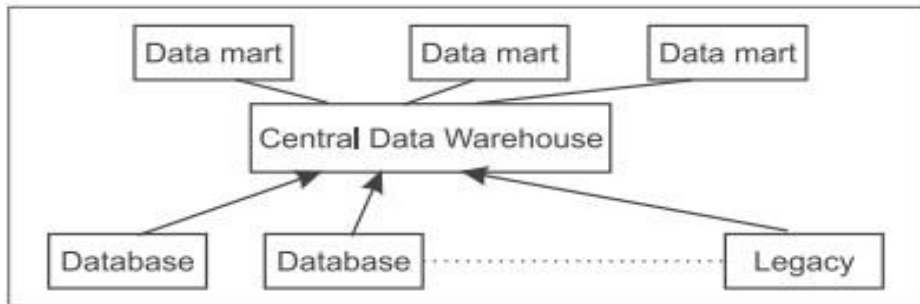 Data mart
Data mart
Data mart
Central Data Warehouse
Database
Database
Legacy